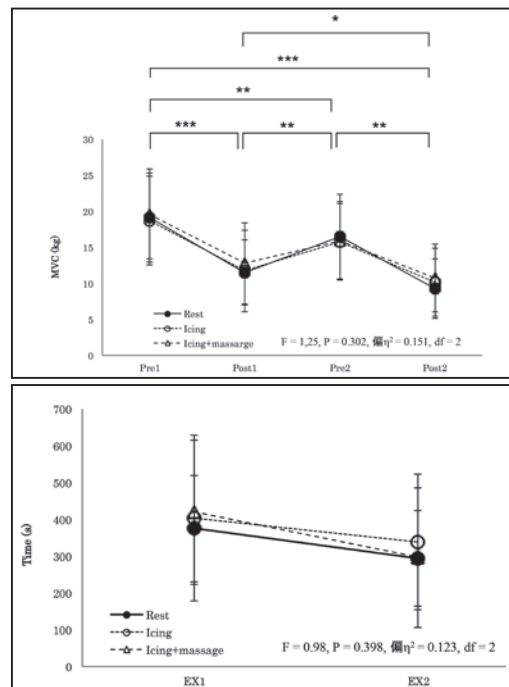 *
***
**
*** ** **
30
25
20
15
10
5
0
MVC (kg)
Rest
Icing
Icing+massarge
F = 1,25, P = 0.302, 偏η² = 0.151, df = 2
Pre1 Post1 Pre2 Post2
700
600
500
400
300
200
100
0
Time (s)
Rest
Icing
Icing+massage
F = 0.98, P = 0.398, 偏η² = 0.123, df = 2
EX1 EX2